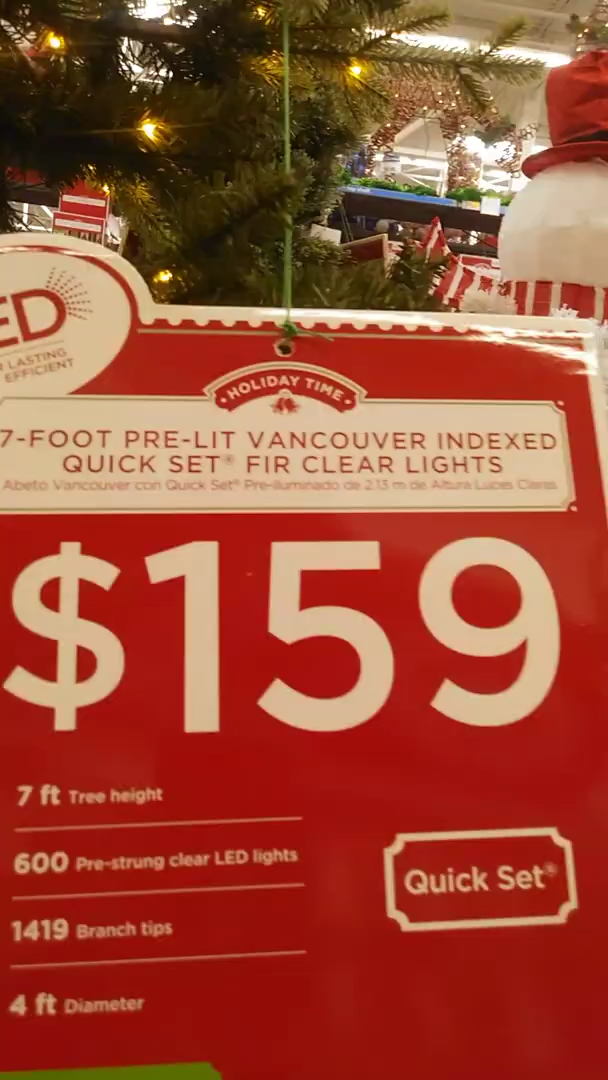 ED
LASTING
EFFICIENT
HOLIDAY TIME
7-FOOT PRE-LIT VANCOUVER INDEXED
QUICK SET® FIR CLEAR LIGHTS
Abeto Vancouver con Quick Set® Pre-iluminado de 2.13 m de Altura Luces Claras
$159
7 ft Tree height
600 Pre-strung clear LED lights
1419 Branch tips
Quick Set®
4 ft Diameter